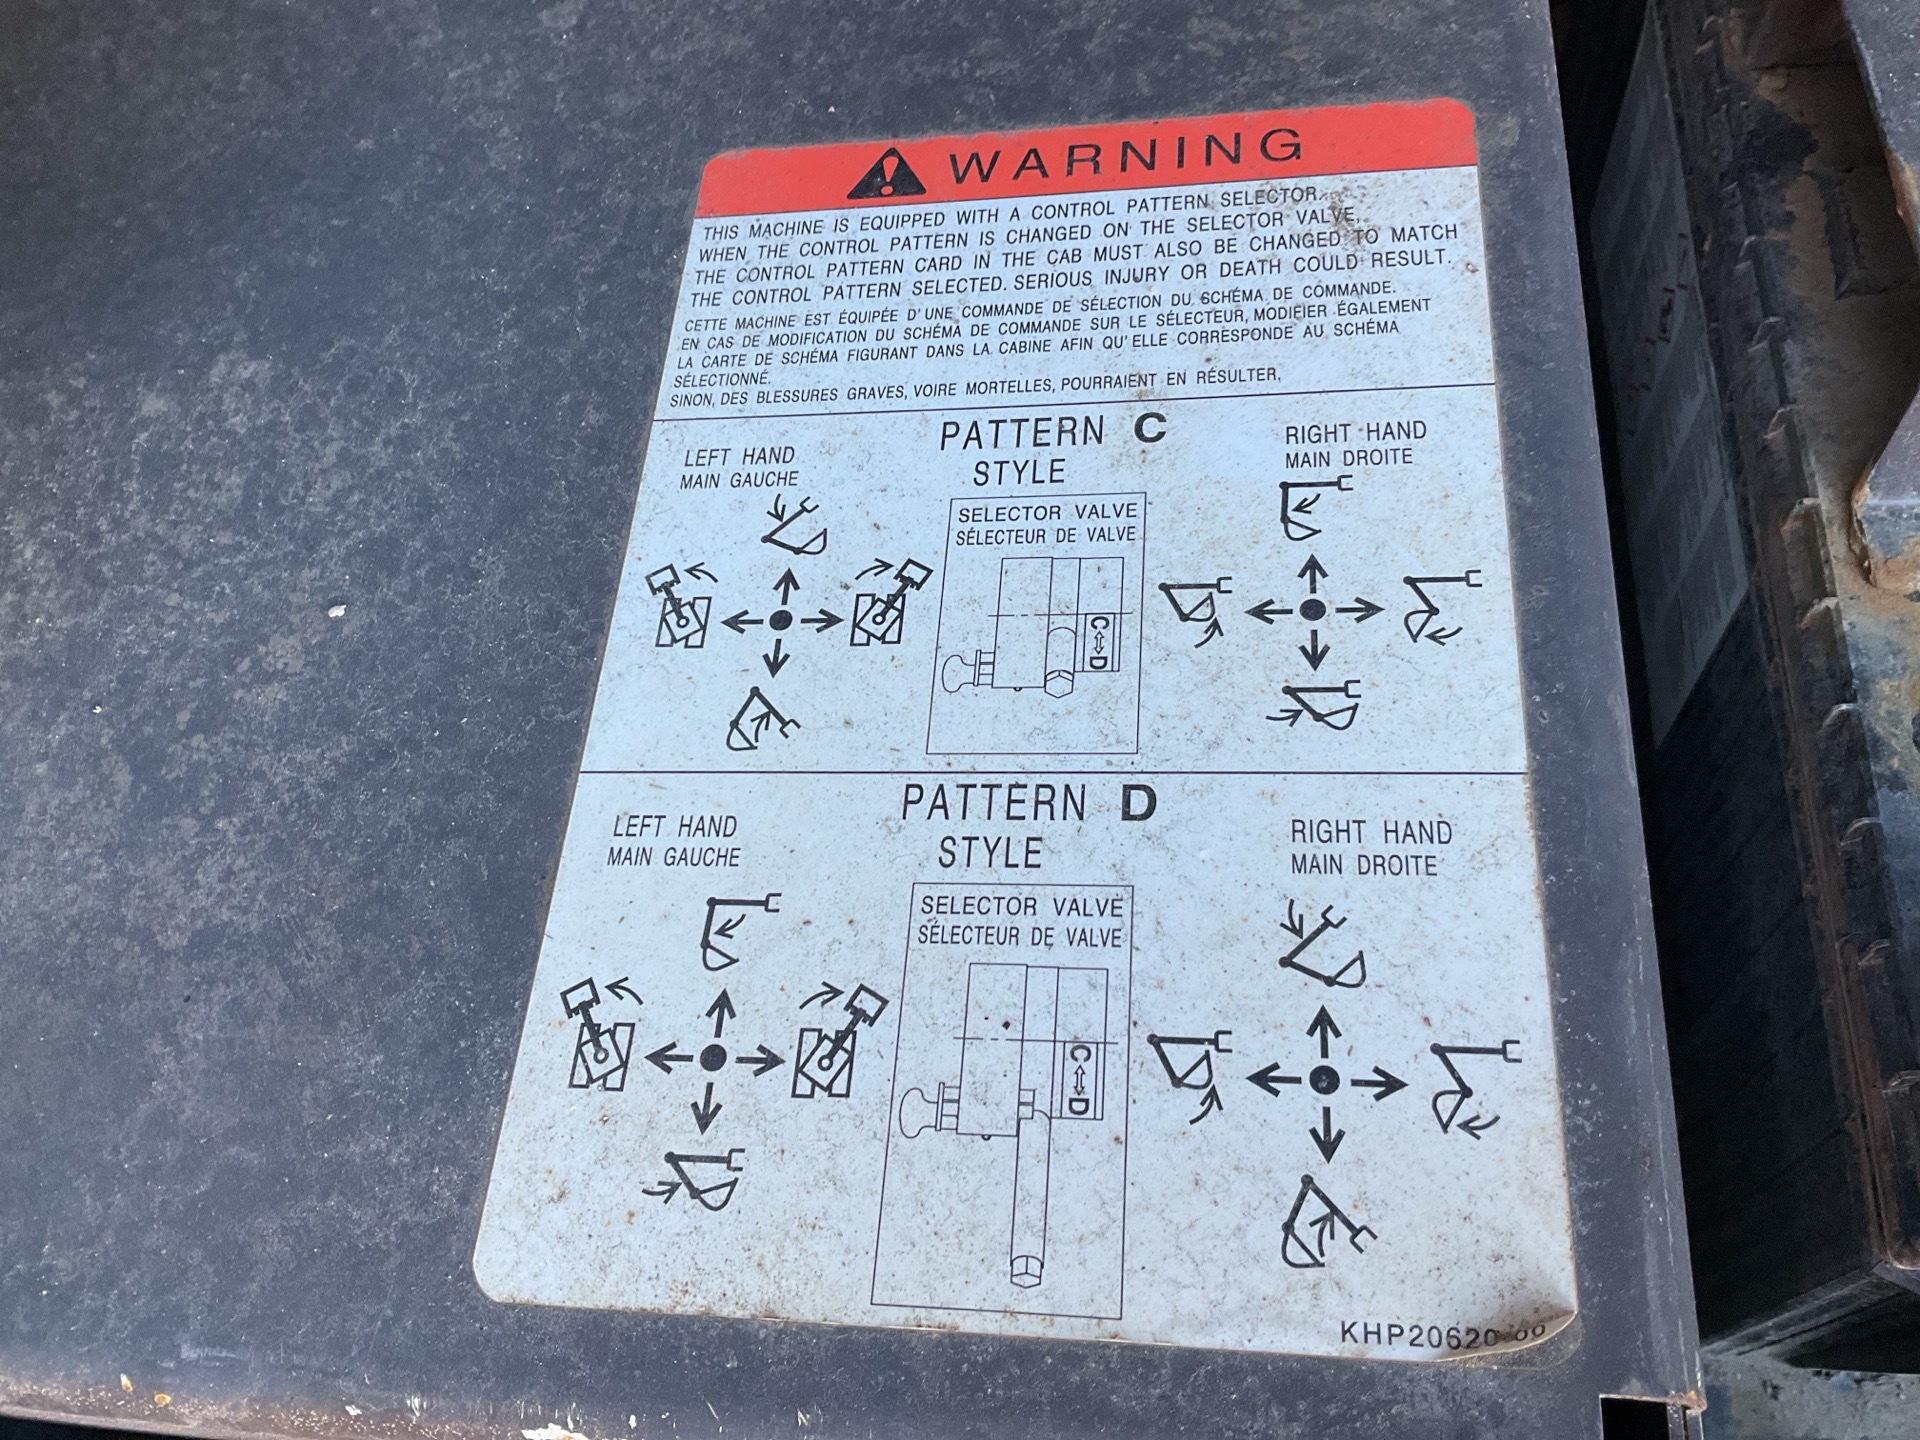 WARNING
THIS MACHINE IS EQUIPPED WITH A CONTROL PATTERN SELECTOR.
WHEN THE CONTROL PATTERN IS CHANGED ON THE SELECTOR VALVE,
THE CONTROL PATTERN CARD IN THE CAB MUST ALSO BE CHANGED TO MATCH
THE CONTROL PATTERN SELECTED. SERIOUS INJURY OR DEATH COULD RESULT.
CETTE MACHINE EST ÉQUIPÉE D'UNE COMMANDE DE SÉLECTION DU SCHÉMA DE COMMANDE.
EN CAS DE MODIFICATION DU SCHÉMA DE COMMANDE SUR LE SÉLECTEUR, MODIFIER ÉGALEMENT
LA CARTE DE SCHÉMA FIGURANT DANS LA CABINE AFIN QU'ELLE CORRESPONDE AU SCHÉMA
SÉLECTIONNÉ.
SINON, DES BLESSURES GRAVES, VOIRE MORTELLES, POURRAIENT EN RÉSULTER,
PATTERN C
STYLE
LEFT HAND
MAIN GAUCHE
SELECTOR VALVE
SÉLECTEUR DE VALVE
C⇔D
RIGHT HAND
MAIN DROITE
PATTERN D
STYLE
LEFT HAND
MAIN GAUCHE
SELECTOR VALVE
SÉLECTEUR DE VALVE
C⇔D
RIGHT HAND
MAIN DROITE
KHP20620-00